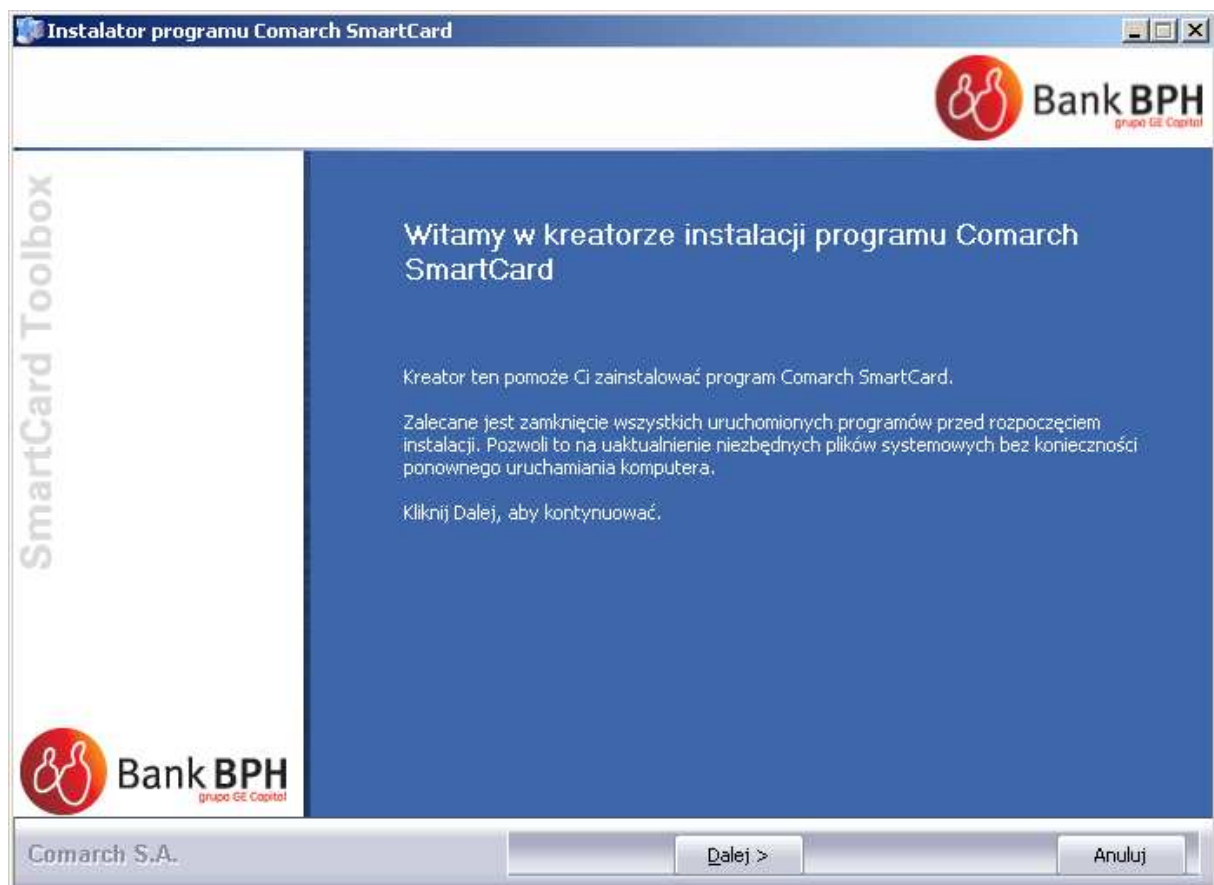 Instalator programu Comarch SmartCard
Bank BPH
grupa GE Capital
SmartCard Toolbox
Witamy w kreatorze instalacji programu Comarch
SmartCard
Kreator ten pomoże Ci zainstalować program Comarch SmartCard.
Zalecane jest zamknięcie wszystkich uruchomionych programów przed rozpoczęciem
instalacji. Pozwoli to na uaktualnienie niezbędnych plików systemowych bez konieczności
ponownego uruchamiania komputera.
Kliknij Dalej, aby kontynuować.
Bank BPH
grupa GE Capital
Comarch S.A.
Dalej >
Anuluj